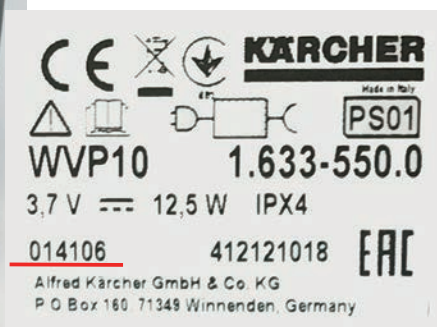 CE KÄRCHER
Made in Italy
PS01
WVP10 1.633-550.0
3,7 V 12,5 W IPX4
014106 412121018 EAC
Alfred Kärcher GmbH & Co. KG
P O Box 160 71349 Winnenden, Germany